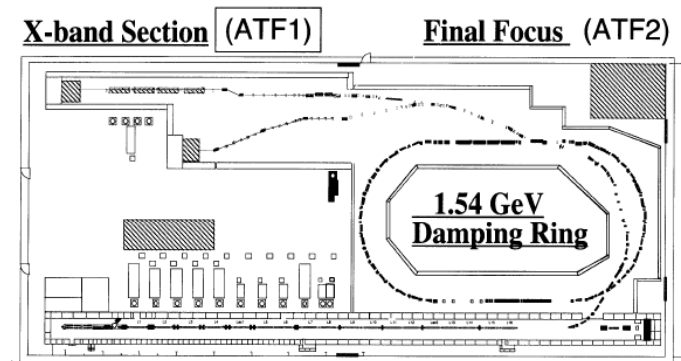 X-band Section (ATF1)
Final Focus (ATF2)
1.54 GeV
Damping Ring